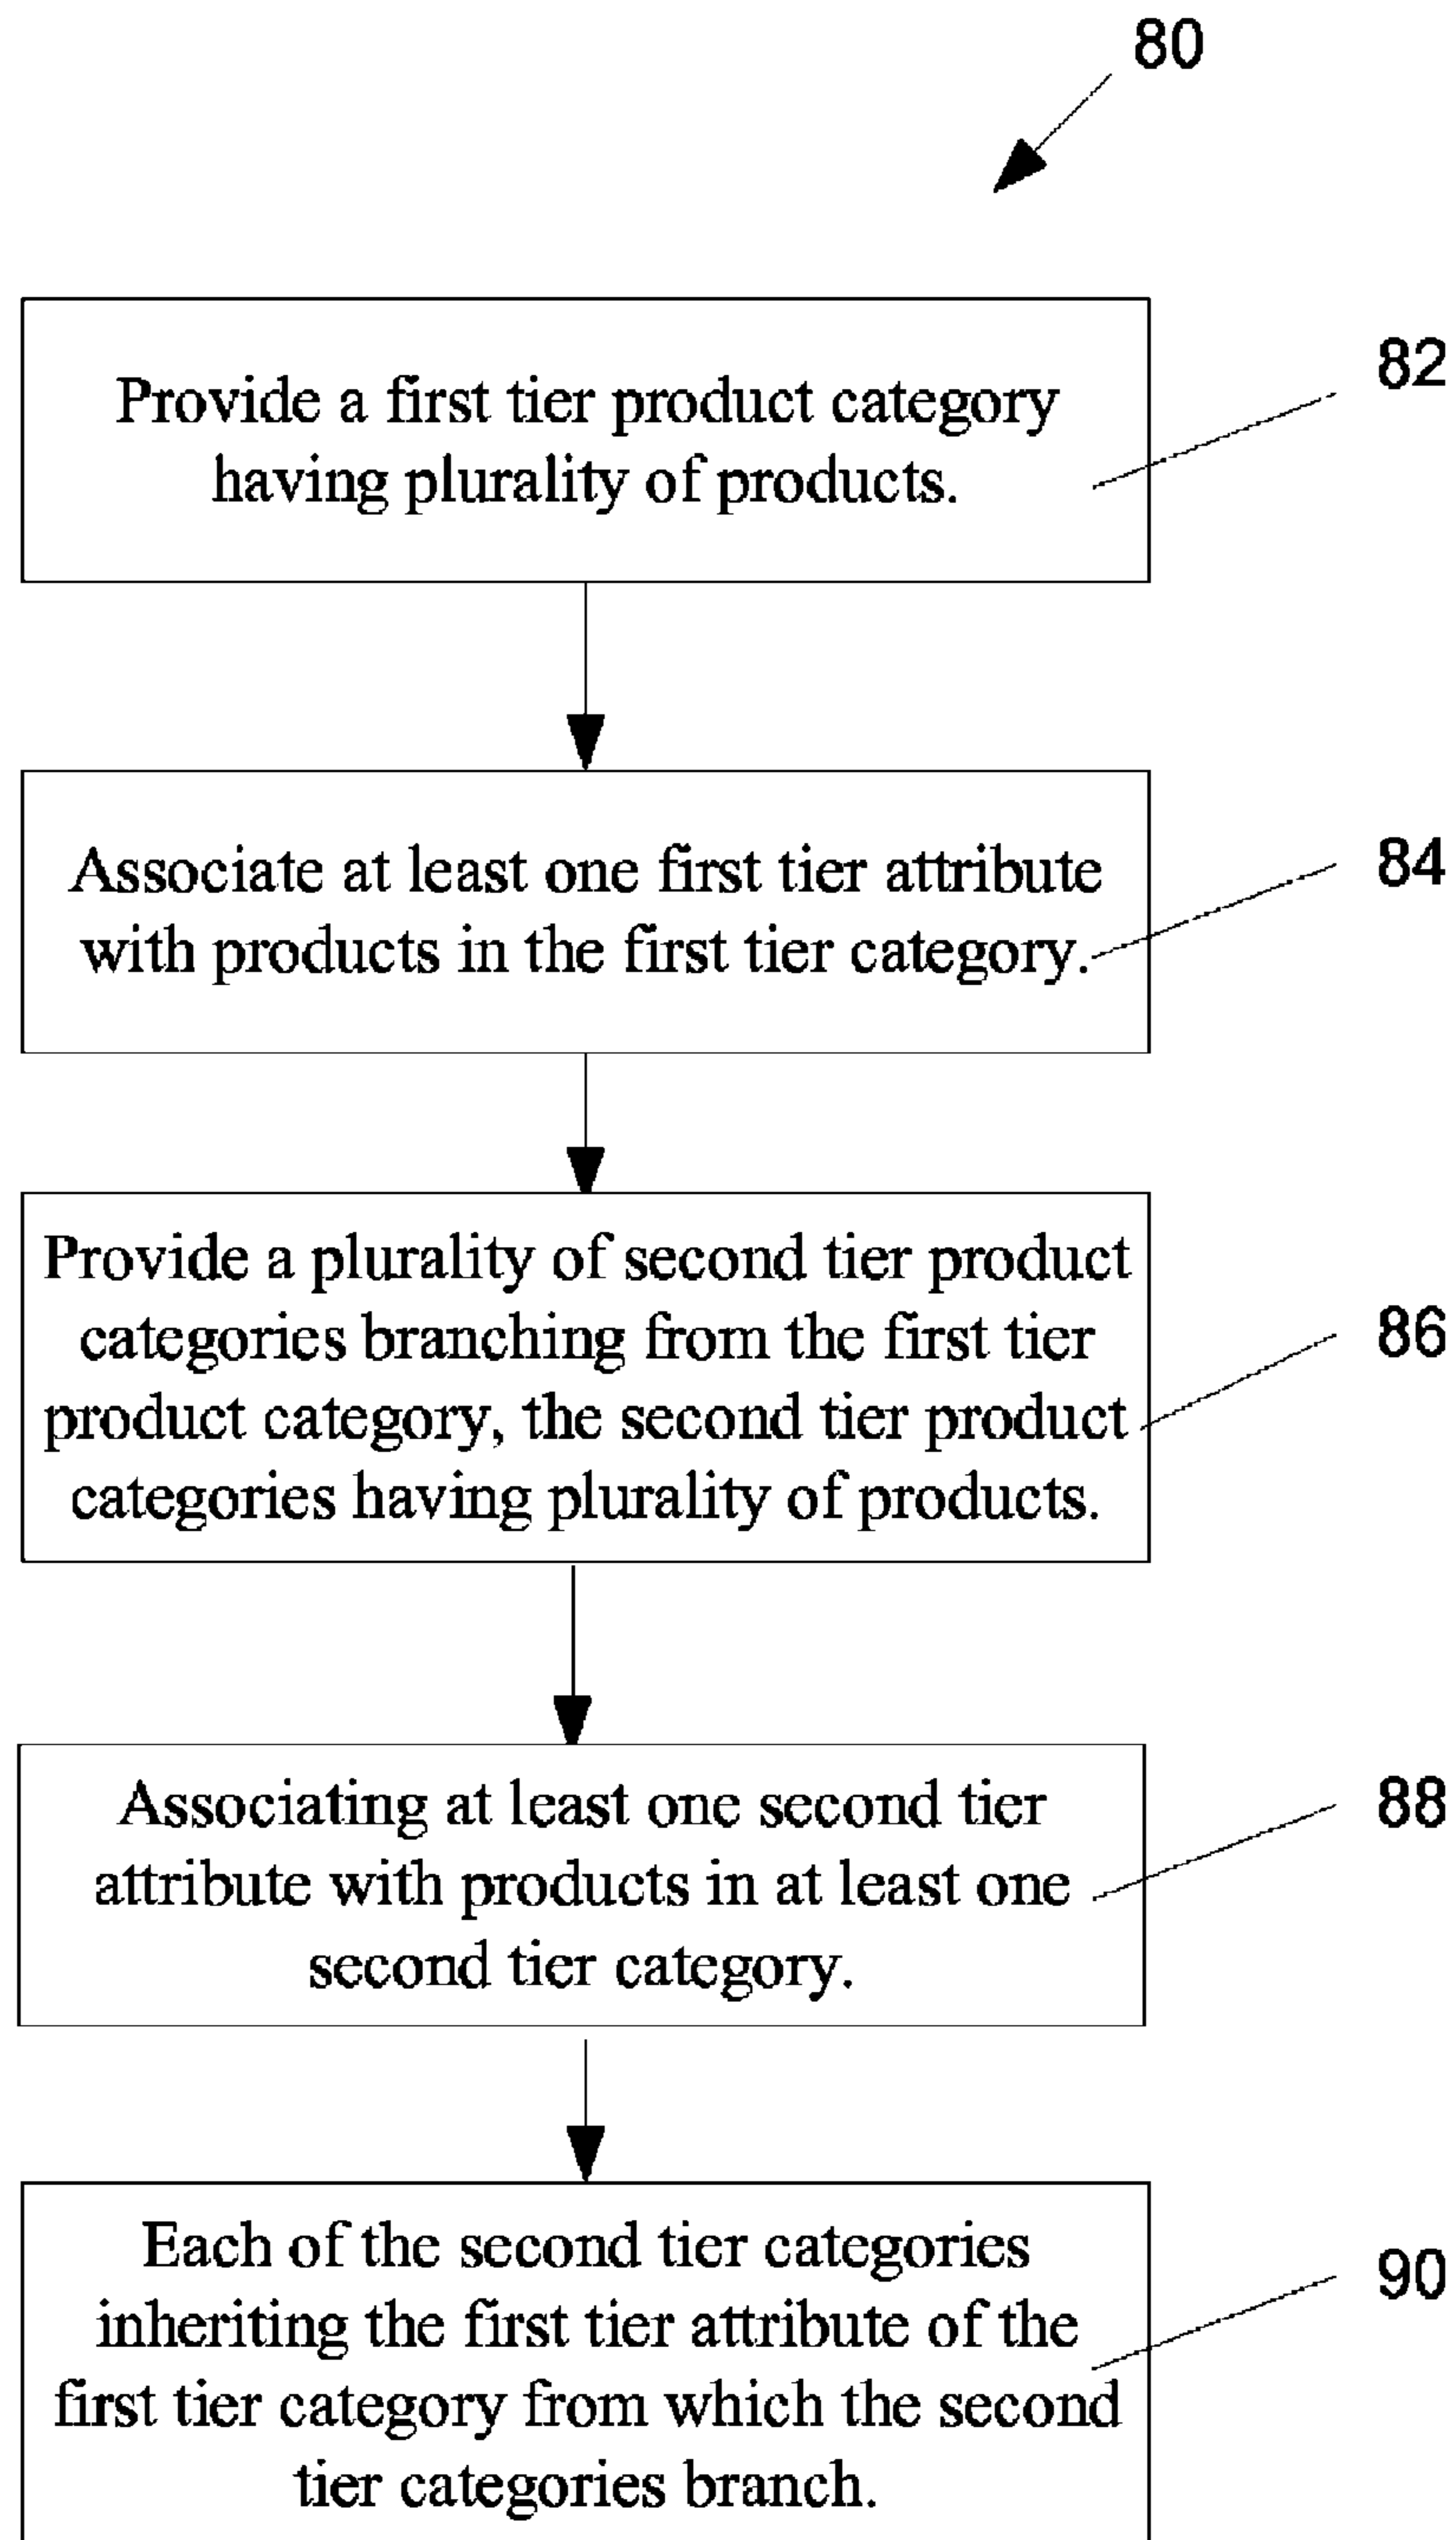 80
Provide a first tier product category
having plurality of products.
82
Associate at least one first tier attribute
with products in the first tier category.
84
Provide a plurality of second tier product
categories branching from the first tier
product category, the second tier product
categories having plurality of products.
86
Associating at least one second tier
attribute with products in at least one
second tier category.
88
Each of the second tier categories
inheriting the first tier attribute of the
first tier category from which the second
tier categories branch.
90